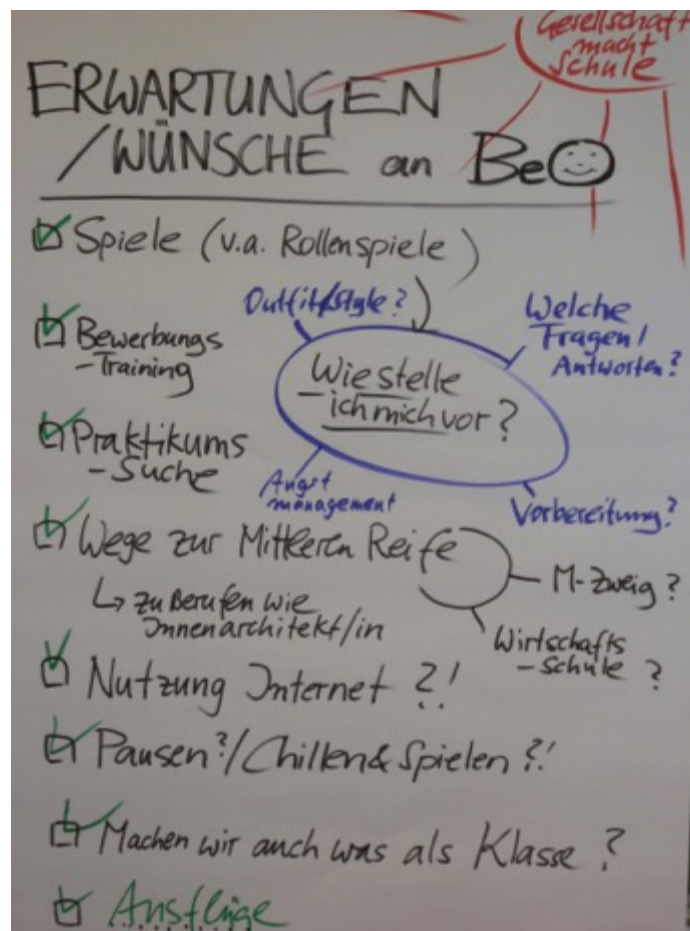 Gesellschaft
macht
Schule
ERWARTUNGEN
/WÜNSCHE an BeO
Spiele (v.a. Rollenspiele)
Outfit/Style?
Welche
Fragen/
Antworten?
Bewerbungs
-Training
Wie stelle
ich mich vor?
Praktikums
-Suche
Angst
management
Vorbereitung?
Wege zur Mittleren Reife
M-Zweig?
↳ zu Berufen wie
Innenarchitekt/in
Wirtschafts
-schule ?
Nutzung Internet ?!
Pausen?/Chillen & Spielen ?!
Machen wir auch was als Klasse ?
Ausflüge